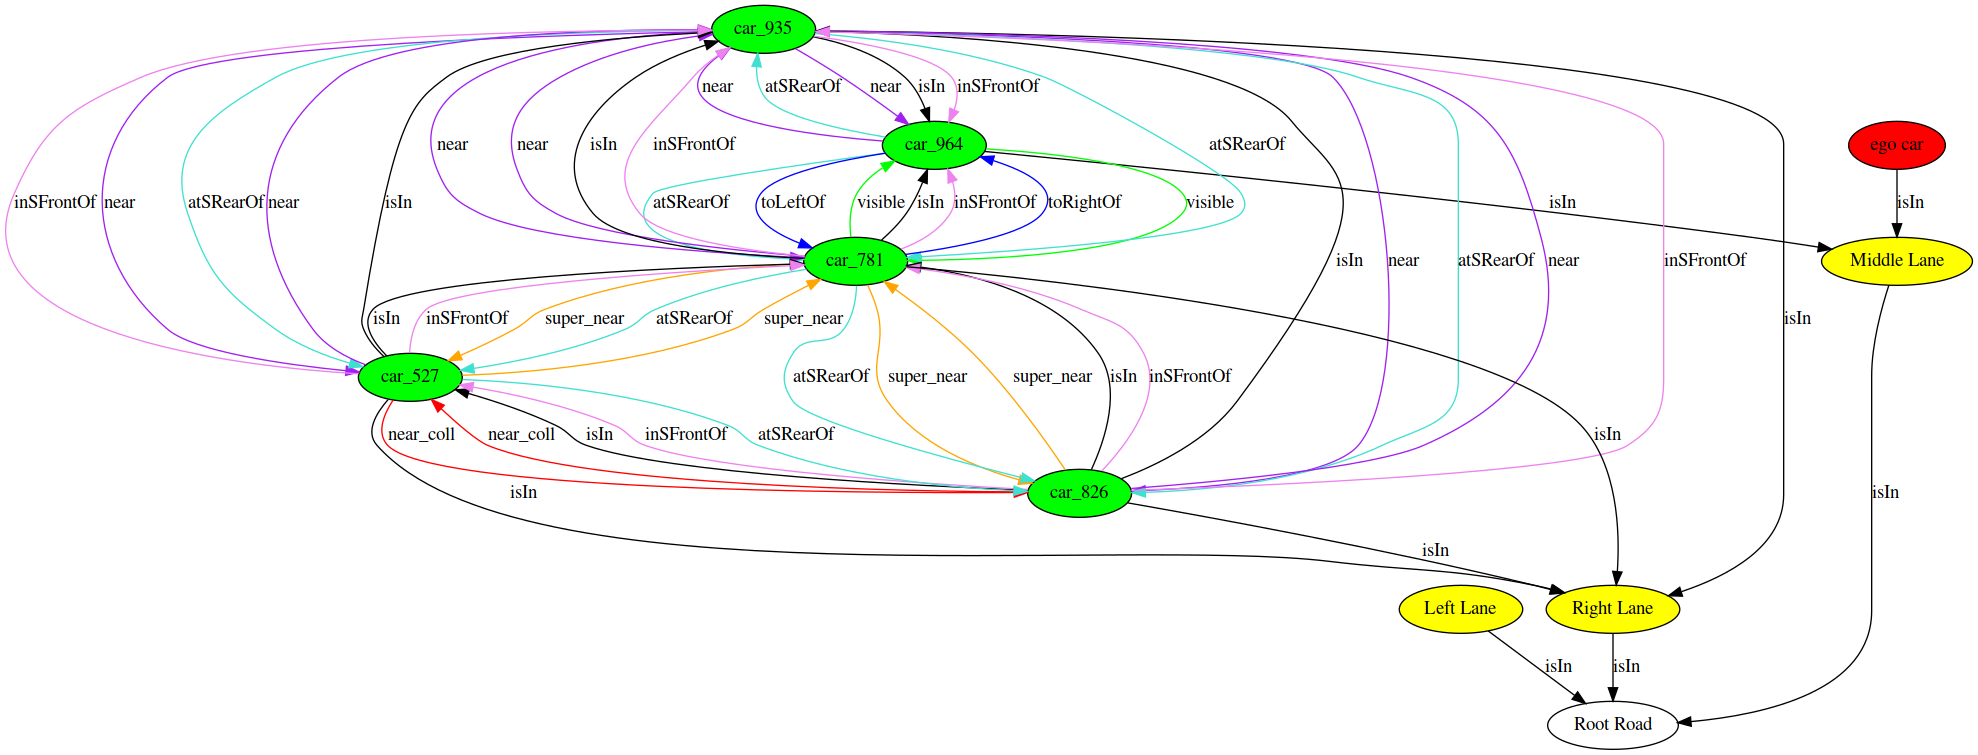 car_935
near
atSRearOf
near
isIn
inSFrontOf
near
near
isIn
inSFrontOf
car_964
atSRearOf
ego car
inSFrontOf
near
atSRearOf
near
isIn
atSRearOf
toLeftOf
visible
isIn
inSFrontOf
toRightOf
visible
isIn
isIn
car_781
isIn
near
atSRearOf
near
inSFrontOf
Middle Lane
isIn
inSFrontOf
super_near
atSRearOf
super_near
isIn
car_527
atSRearOf
super_near
super_near
isIn
inSFrontOf
near_coll
near_coll
isIn
inSFrontOf
atSRearOf
isIn
isIn
car_826
isIn
isIn
Left Lane
Right Lane
isIn
isIn
Root Road